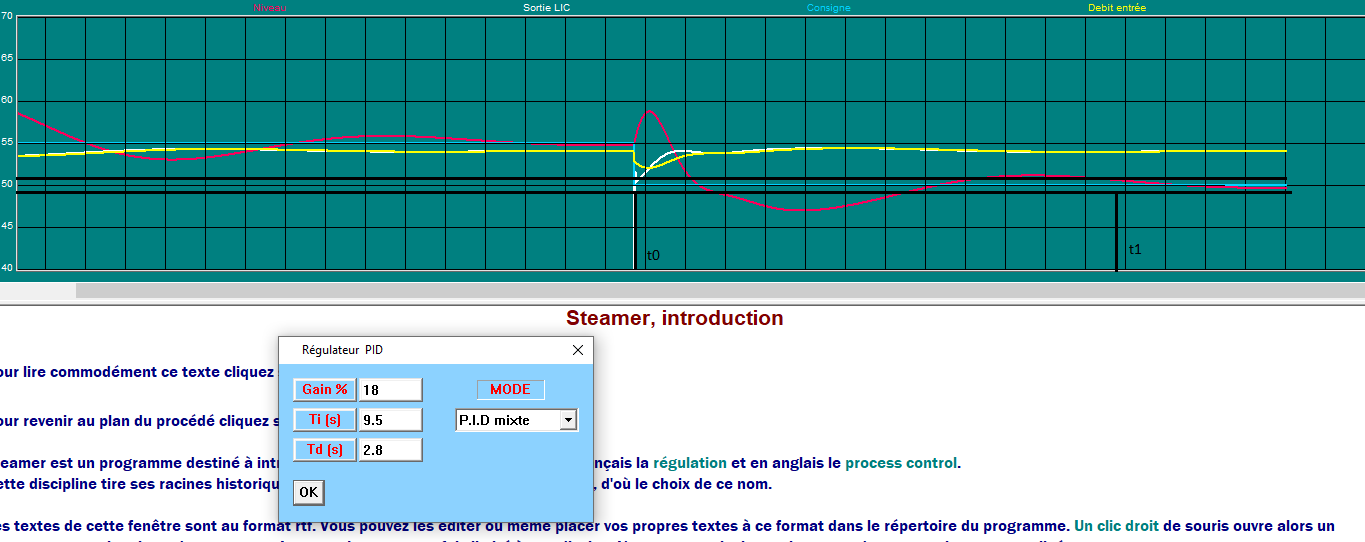 Niveau Sortie LIC Consigne Debit entrée
70
65
60
55
50
45
40
t0 t1
Steamer, introduction
Régulateur PID
our lire commodément ce texte cliquez
Gain % 18 MODE
Ti (s) 9.5 P.I.D mixte
our revenir au plan du procédé cliquez s
Td (s) 2.8
teamer est un programme destiné à int nçais la régulation et en anglais le process control.
ette discipline tire ses racines historiqu , d'où le choix de ce nom.
OK
es textes de cette fenêtre sont au format rtf. Vous pouvez les éditer ou même placer vos propres textes à ce format dans le répertoire du programme. Un clic droit de souris ouvre alors un